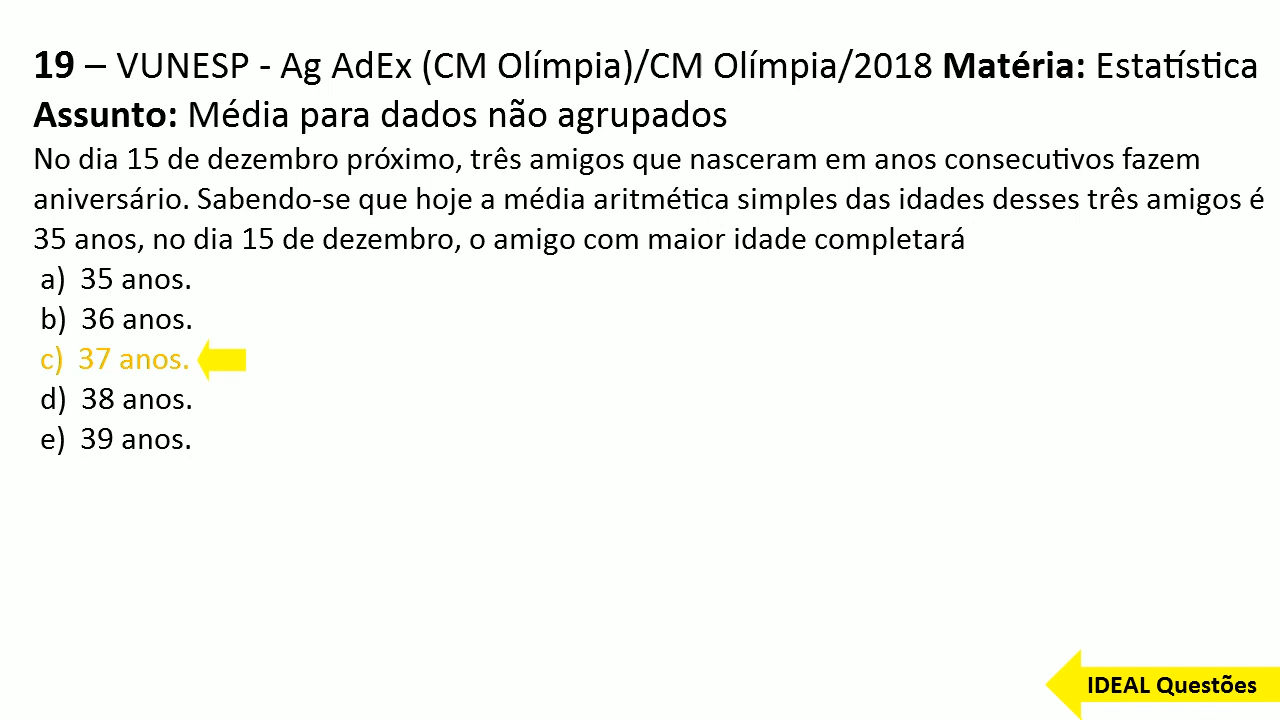 19 – VUNESP - Ag AdEx (CM Olímpia)/CM Olímpia/2018 Matéria: Estatística
Assunto: Média para dados não agrupados
No dia 15 de dezembro próximo, três amigos que nasceram em anos consecutivos fazem
aniversário. Sabendo-se que hoje a média aritmética simples das idades desses três amigos é
35 anos, no dia 15 de dezembro, o amigo com maior idade completará
a) 35 anos.
b) 36 anos.
c) 37 anos.
d) 38 anos.
e) 39 anos.
IDEAL Questões